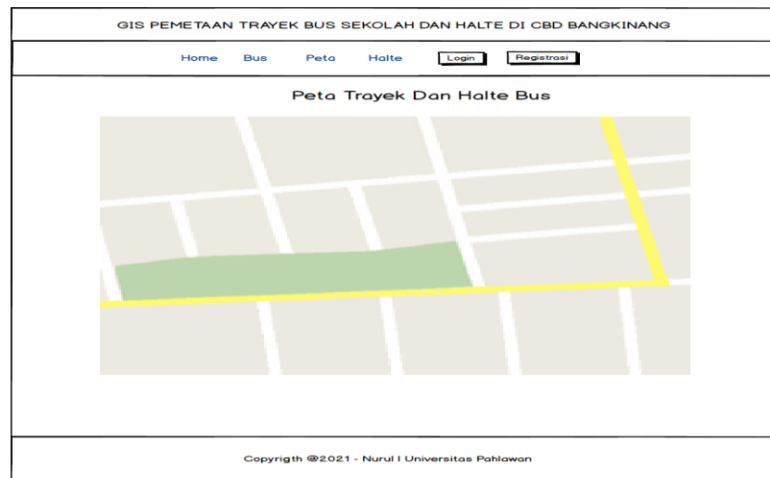 GIS PEMETAAN TRAYEK BUS SEKOLAH DAN HALTE DI CBD BANGKINANG
Home Bus Peta Halte Login Registrasi
Peta Trayek Dan Halte Bus
Copyrigth @2021 - Nurul I Universitas Pahlawan